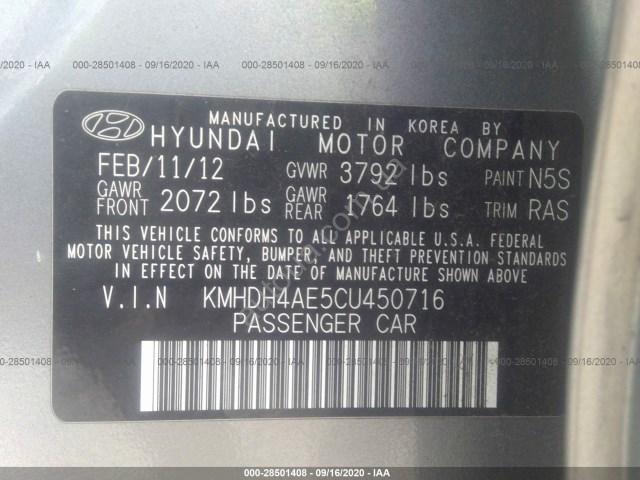 000-28501408 - 09/16/2020 - IAA
MANUFACTURED IN KOREA BY
HYUNDAI MOTOR COMPANY
FEB/11/12 GVWR 3792 lbs PAINT N5S
GAWR FRONT 2072 lbs GAWR REAR 1764 lbs TRIM RAS
THIS VEHICLE CONFORMS TO ALL APPLICABLE U.S.A. FEDERAL
MOTOR VEHICLE SAFETY, BUMPER, AND THEFT PREVENTION
STANDARDS IN EFFECT ON THE DATE OF MANUFACTURE SHOWN ABOVE.
V.I.N KMHDH4AE5CU450716
PASSENGER CAR
000-28501408 - 09/16/2020 - IAA